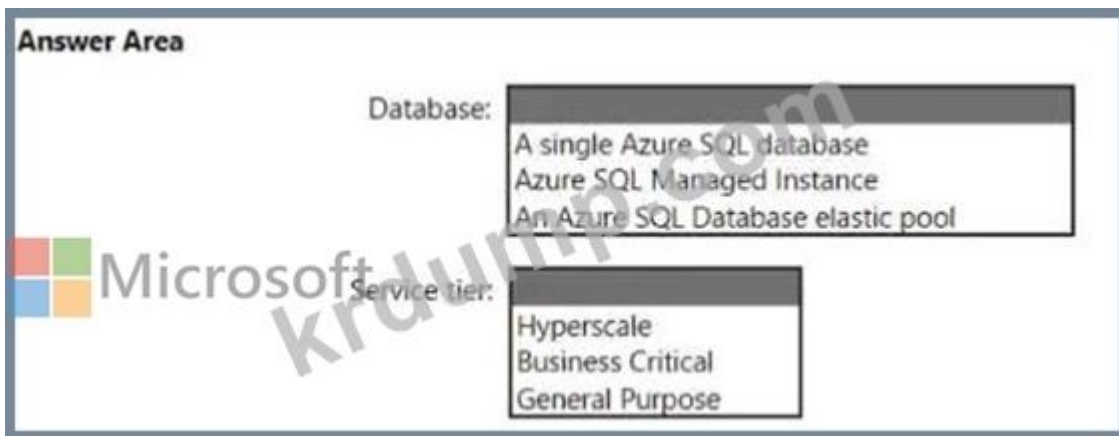 Answer Area
Database:
A single Azure SQL database
Azure SQL Managed Instance
An Azure SQL Database elastic pool
Microsoft
Service tier:
Hyperscale
Business Critical
General Purpose
krdump.com